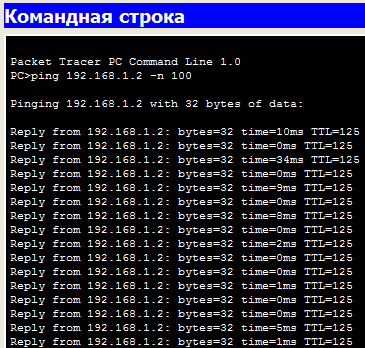 Командная строка
Packet Tracer PC Command Line 1.0
PC>ping 192.168.1.2 -n 100
Pinging 192.168.1.2 with 32 bytes of data:
Reply from 192.168.1.2: bytes=32 time=10ms TTL=125
Reply from 192.168.1.2: bytes=32 time=0ms TTL=125
Reply from 192.168.1.2: bytes=32 time=34ms TTL=125
Reply from 192.168.1.2: bytes=32 time=0ms TTL=125
Reply from 192.168.1.2: bytes=32 time=9ms TTL=125
Reply from 192.168.1.2: bytes=32 time=0ms TTL=125
Reply from 192.168.1.2: bytes=32 time=8ms TTL=125
Reply from 192.168.1.2: bytes=32 time=0ms TTL=125
Reply from 192.168.1.2: bytes=32 time=2ms TTL=125
Reply from 192.168.1.2: bytes=32 time=0ms TTL=125
Reply from 192.168.1.2: bytes=32 time=0ms TTL=125
Reply from 192.168.1.2: bytes=32 time=1ms TTL=125
Reply from 192.168.1.2: bytes=32 time=0ms TTL=125
Reply from 192.168.1.2: bytes=32 time=0ms TTL=125
Reply from 192.168.1.2: bytes=32 time=5ms TTL=125
Reply from 192.168.1.2: bytes=32 time=1ms TTL=125